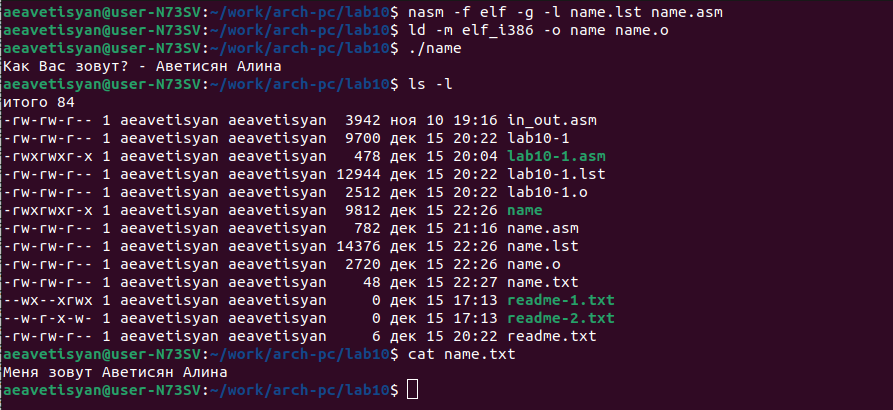 aeavetisyan@user-N73SV:~/work/arch-pc/lab10$ nasm -f elf -g -l name.lst name.asm
aeavetisyan@user-N73SV:~/work/arch-pc/lab10$ ld -m elf_i386 -o name name.o
aeavetisyan@user-N73SV:~/work/arch-pc/lab10$ ./name
Как Вас зовут? - Аветисян Алина
aeavetisyan@user-N73SV:~/work/arch-pc/lab10$ ls -l
итого 84
-rw-rw-r-- 1 aeavetisyan aeavetisyan  3942 ноя 10 19:16 in_out.asm
-rw-rw-r-- 1 aeavetisyan aeavetisyan  9700 дек 15 20:22 lab10-1
-rwxrwxr-x 1 aeavetisyan aeavetisyan   478 дек 15 20:04 lab10-1.asm
-rw-rw-r-- 1 aeavetisyan aeavetisyan 12944 дек 15 20:22 lab10-1.lst
-rw-rw-r-- 1 aeavetisyan aeavetisyan  2512 дек 15 20:22 lab10-1.o
-rwxrwxr-x 1 aeavetisyan aeavetisyan  9812 дек 15 22:26 name
-rw-rw-r-- 1 aeavetisyan aeavetisyan   782 дек 15 21:16 name.asm
-rw-rw-r-- 1 aeavetisyan aeavetisyan 14376 дек 15 22:26 name.lst
-rw-rw-r-- 1 aeavetisyan aeavetisyan  2720 дек 15 22:26 name.o
-rw-rw-r-- 1 aeavetisyan aeavetisyan    48 дек 15 22:27 name.txt
--wx--xrwx 1 aeavetisyan aeavetisyan     0 дек 15 17:13 readme-1.txt
--w-r-x-w- 1 aeavetisyan aeavetisyan     0 дек 15 17:13 readme-2.txt
-rw-rw-r-- 1 aeavetisyan aeavetisyan     6 дек 15 20:22 readme.txt
aeavetisyan@user-N73SV:~/work/arch-pc/lab10$ cat name.txt
Меня зовут Аветисян Алина
aeavetisyan@user-N73SV:~/work/arch-pc/lab10$